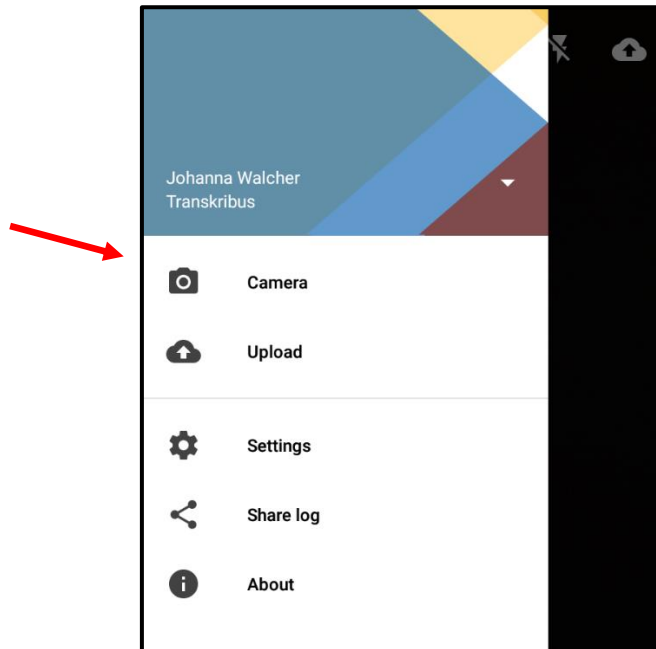 Johanna Walcher
Transkribus
Camera
Upload
Settings
Share log
About